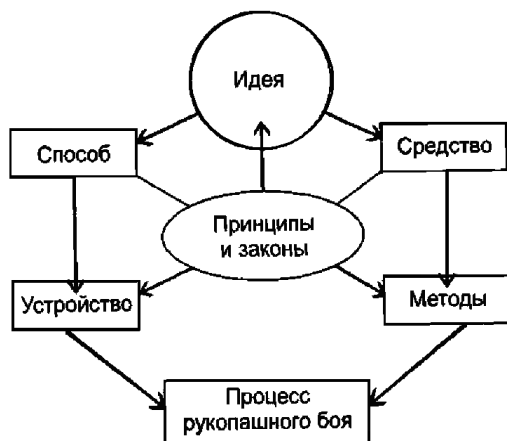 Идея
Способ
Средство
Принципы
и законы
Устройство
Методы
Процесс
рукопашного боя